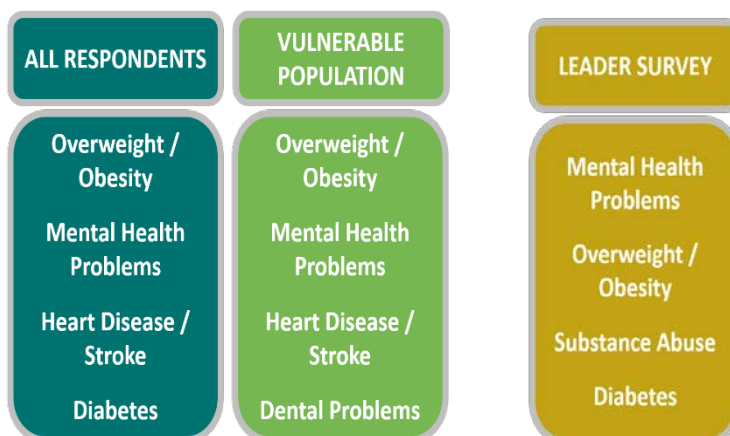 ALL RESPONDENTS
Overweight /
Obesity
Mental Health
Problems
Heart Disease /
Stroke
Diabetes
VULNERABLE
POPULATION
Overweight /
Obesity
Mental Health
Problems
Heart Disease /
Stroke
Dental Problems
LEADER SURVEY
Mental Health
Problems
Overweight /
Obesity
Substance Abuse
Diabetes